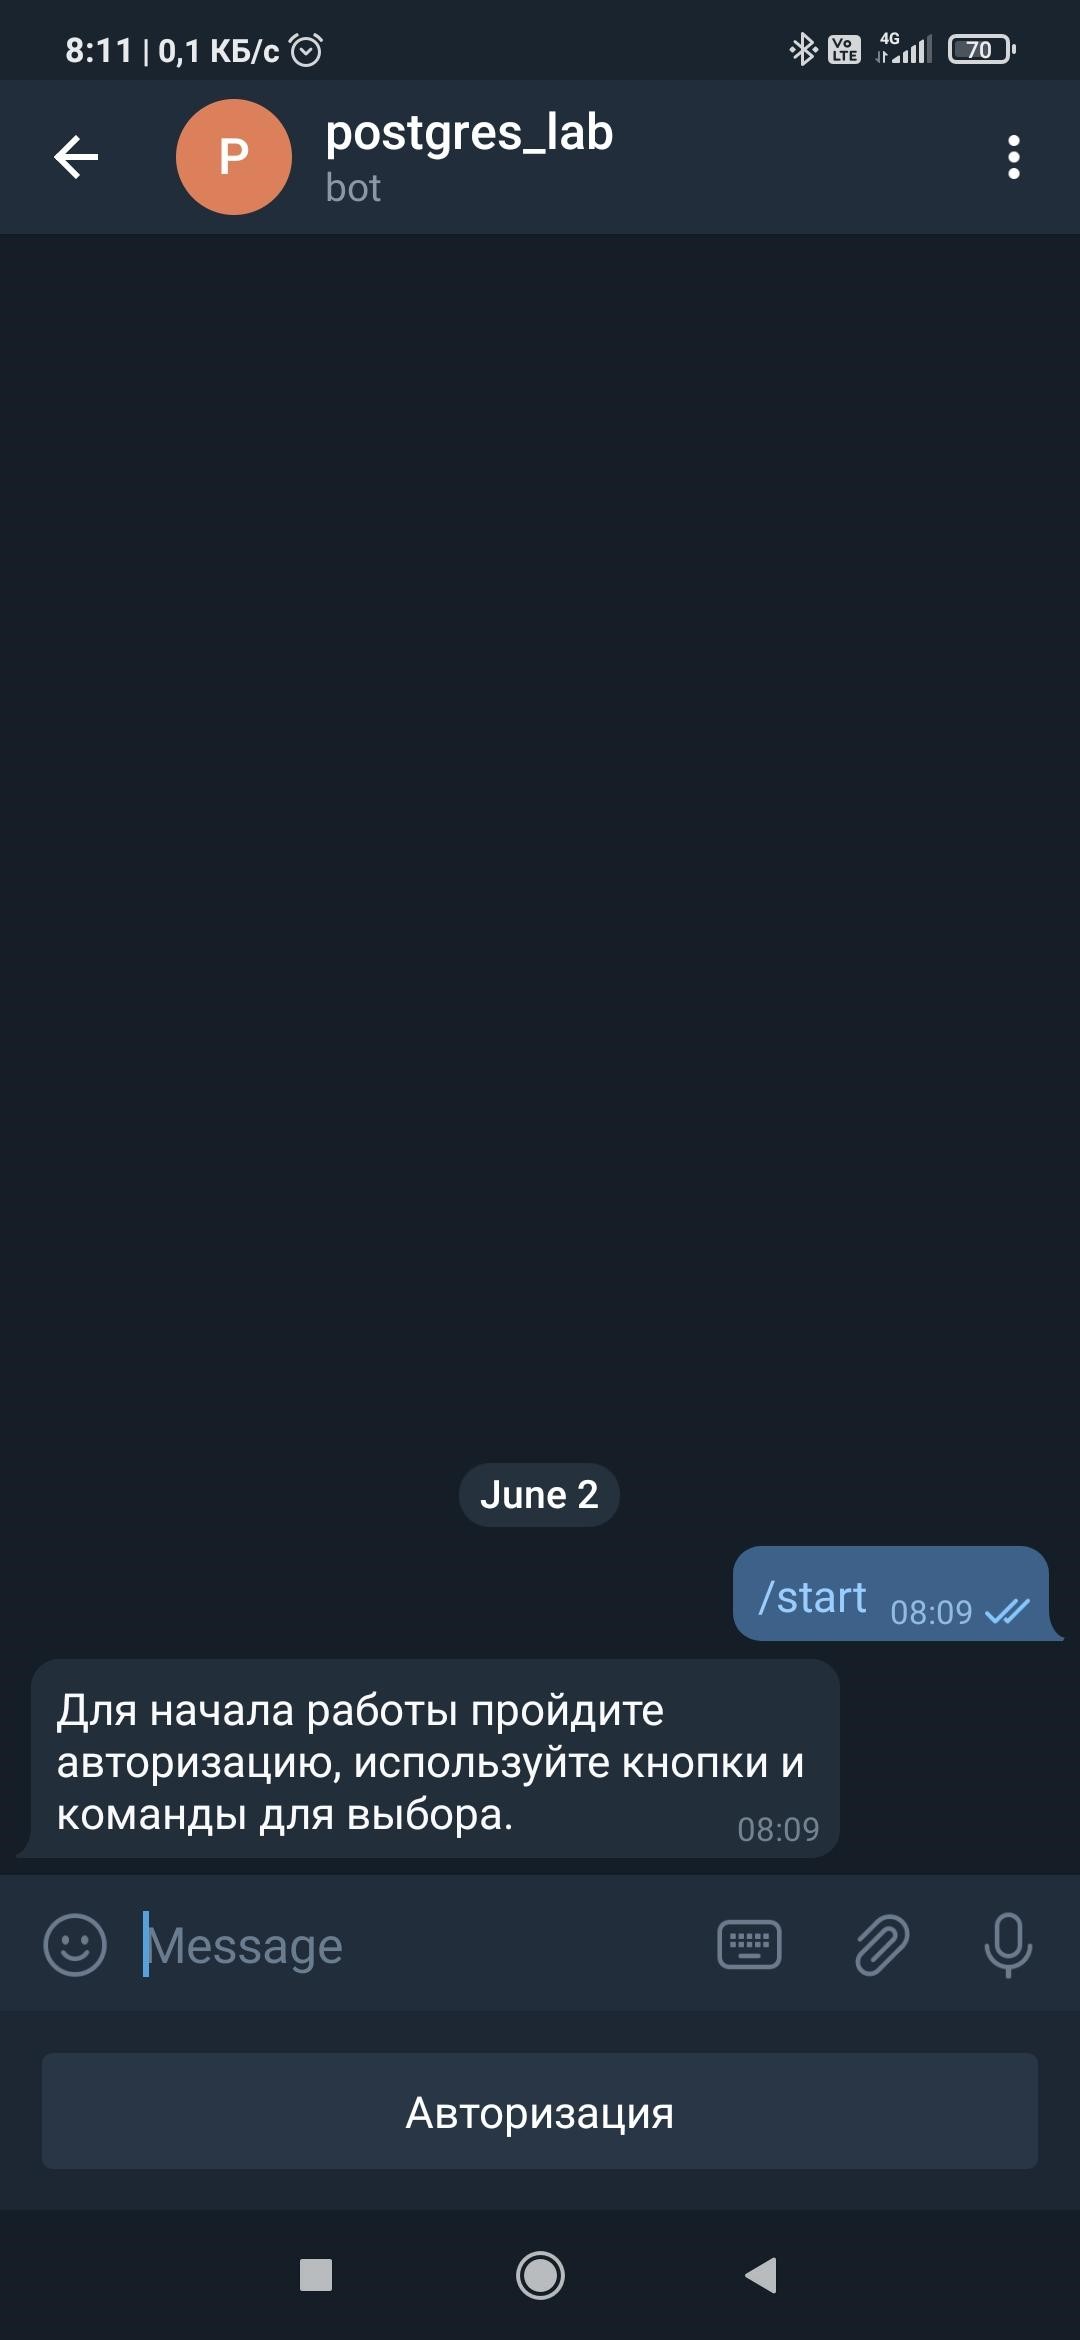 8:11 | 0,1 КБ/с
Vo LTE 4G 70
P
postgres_lab
bot
June 2
/start 08:09
Для начала работы пройдите
авторизацию, используйте кнопки и
команды для выбора. 08:09
Message
Авторизация